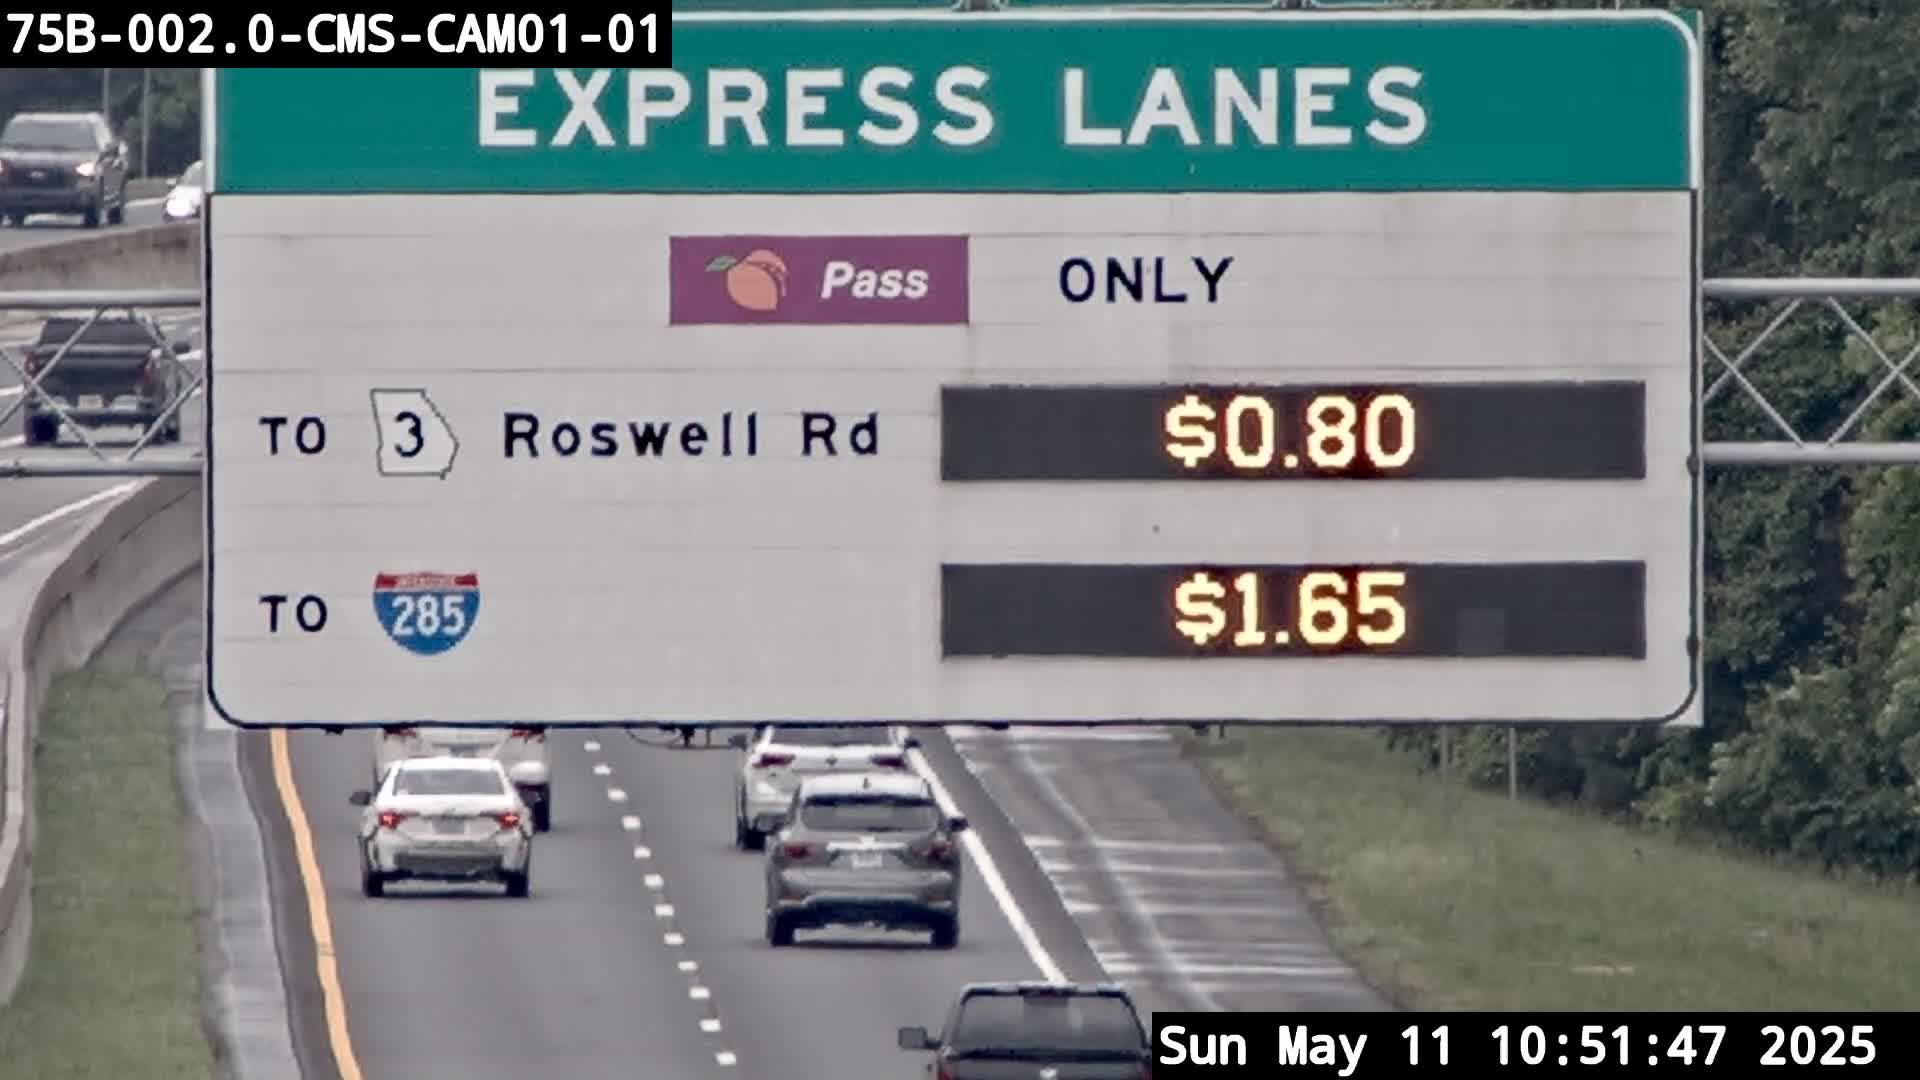 75B-002.0-CMS-CAM01-01
EXPRESS LANES
Pass ONLY
TO 3 Roswell Rd $0.80
TO 285 $1.65
Sun May 11 10:51:47 2025